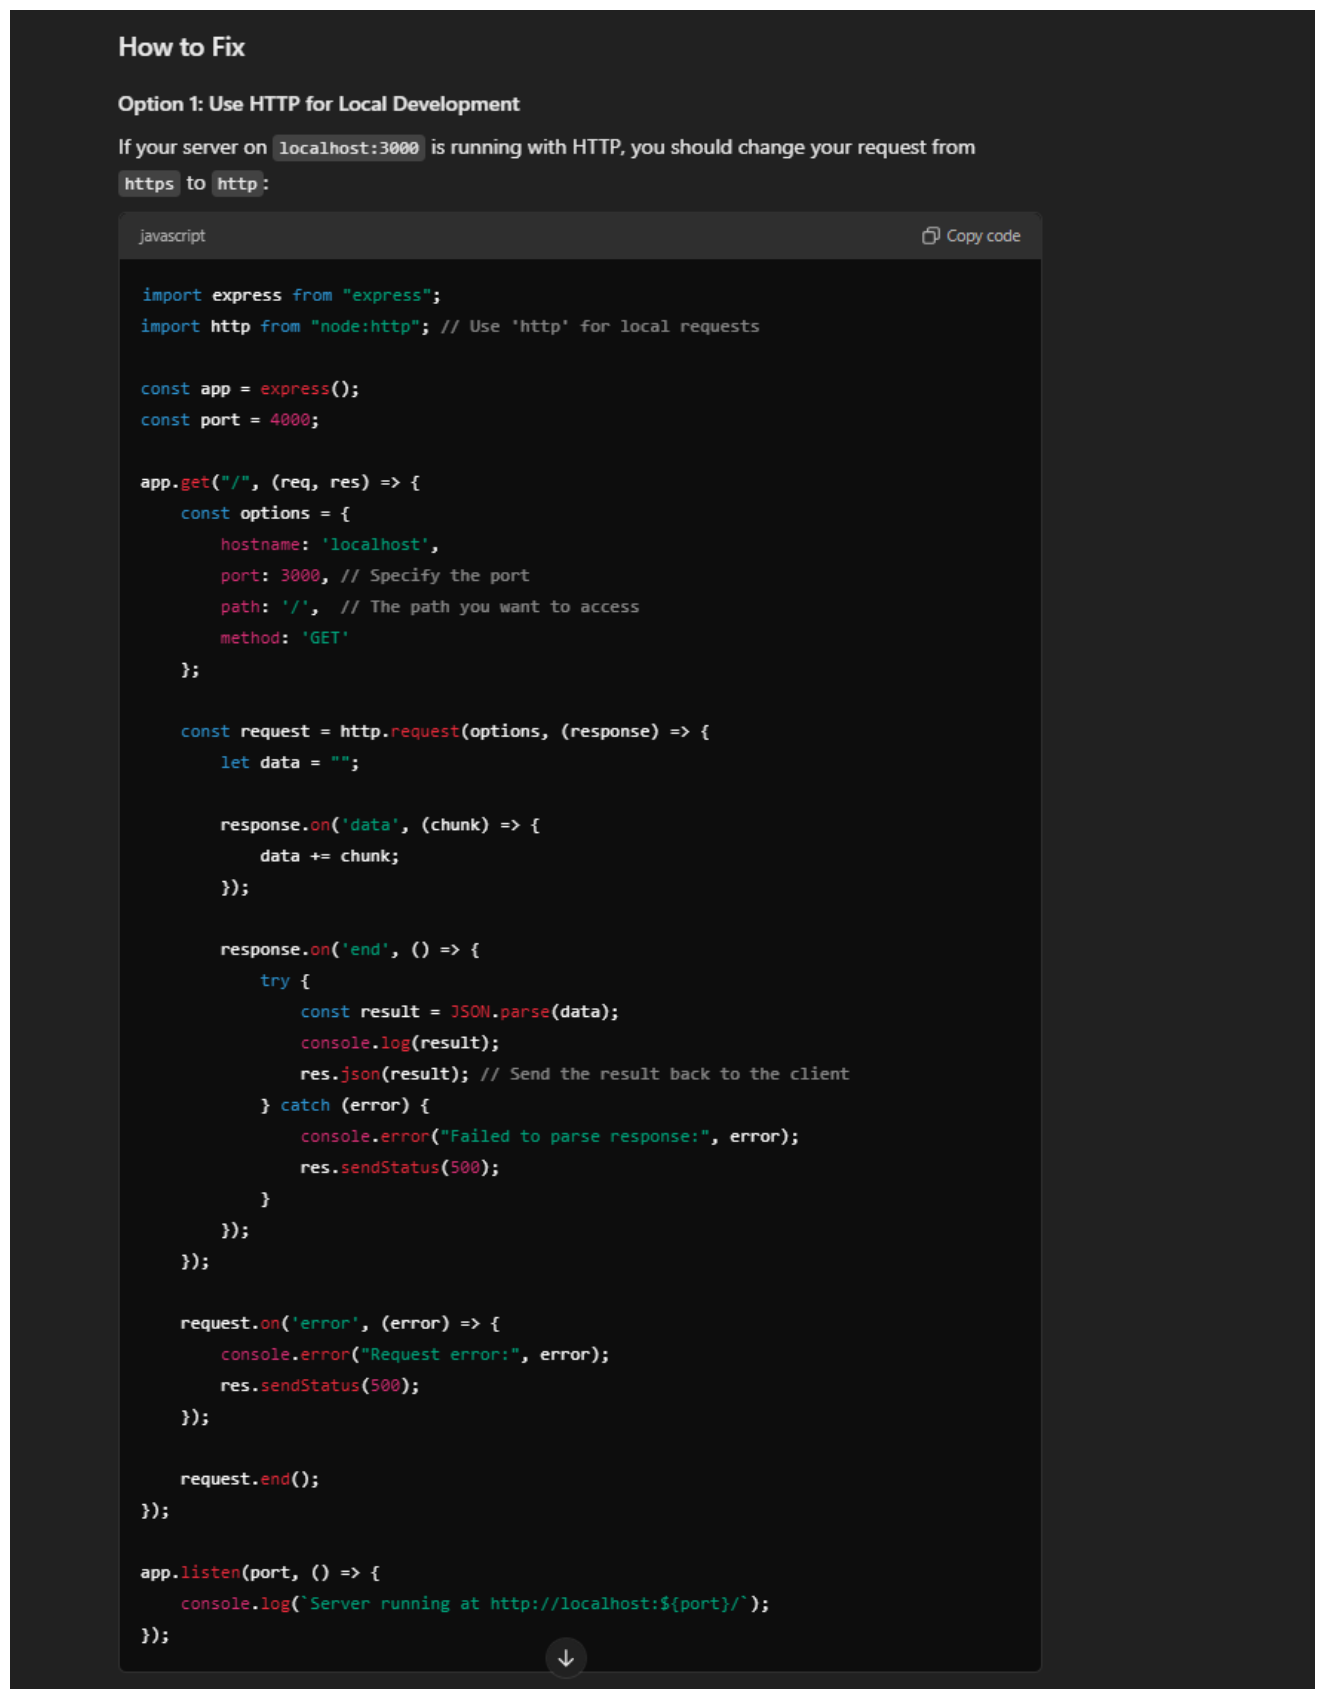 How to Fix
Option 1: Use HTTP for Local Development
If your server on localhost:3000 is running with HTTP, you should change your request from
https to http:
javascript
Copy code
import express from "express";
import http from "node:http"; // Use 'http' for local requests

const app = express();
const port = 4000;

app.get("/", (req, res) => {
    const options = {
        hostname: 'localhost',
        port: 3000, // Specify the port
        path: '/',  // The path you want to access
        method: 'GET'
    };

    const request = http.request(options, (response) => {
        let data = "";

        response.on('data', (chunk) => {
            data += chunk;
        });

        response.on('end', () => {
            try {
                const result = JSON.parse(data);
                console.log(result);
                res.json(result); // Send the result back to the client
            } catch (error) {
                console.error("Failed to parse response:", error);
                res.sendStatus(500);
            }
        });
    });

    request.on('error', (error) => {
        console.error("Request error:", error);
        res.sendStatus(500);
    });

    request.end();
});

app.listen(port, () => {
    console.log(`Server running at http://localhost:${port}/`);
});